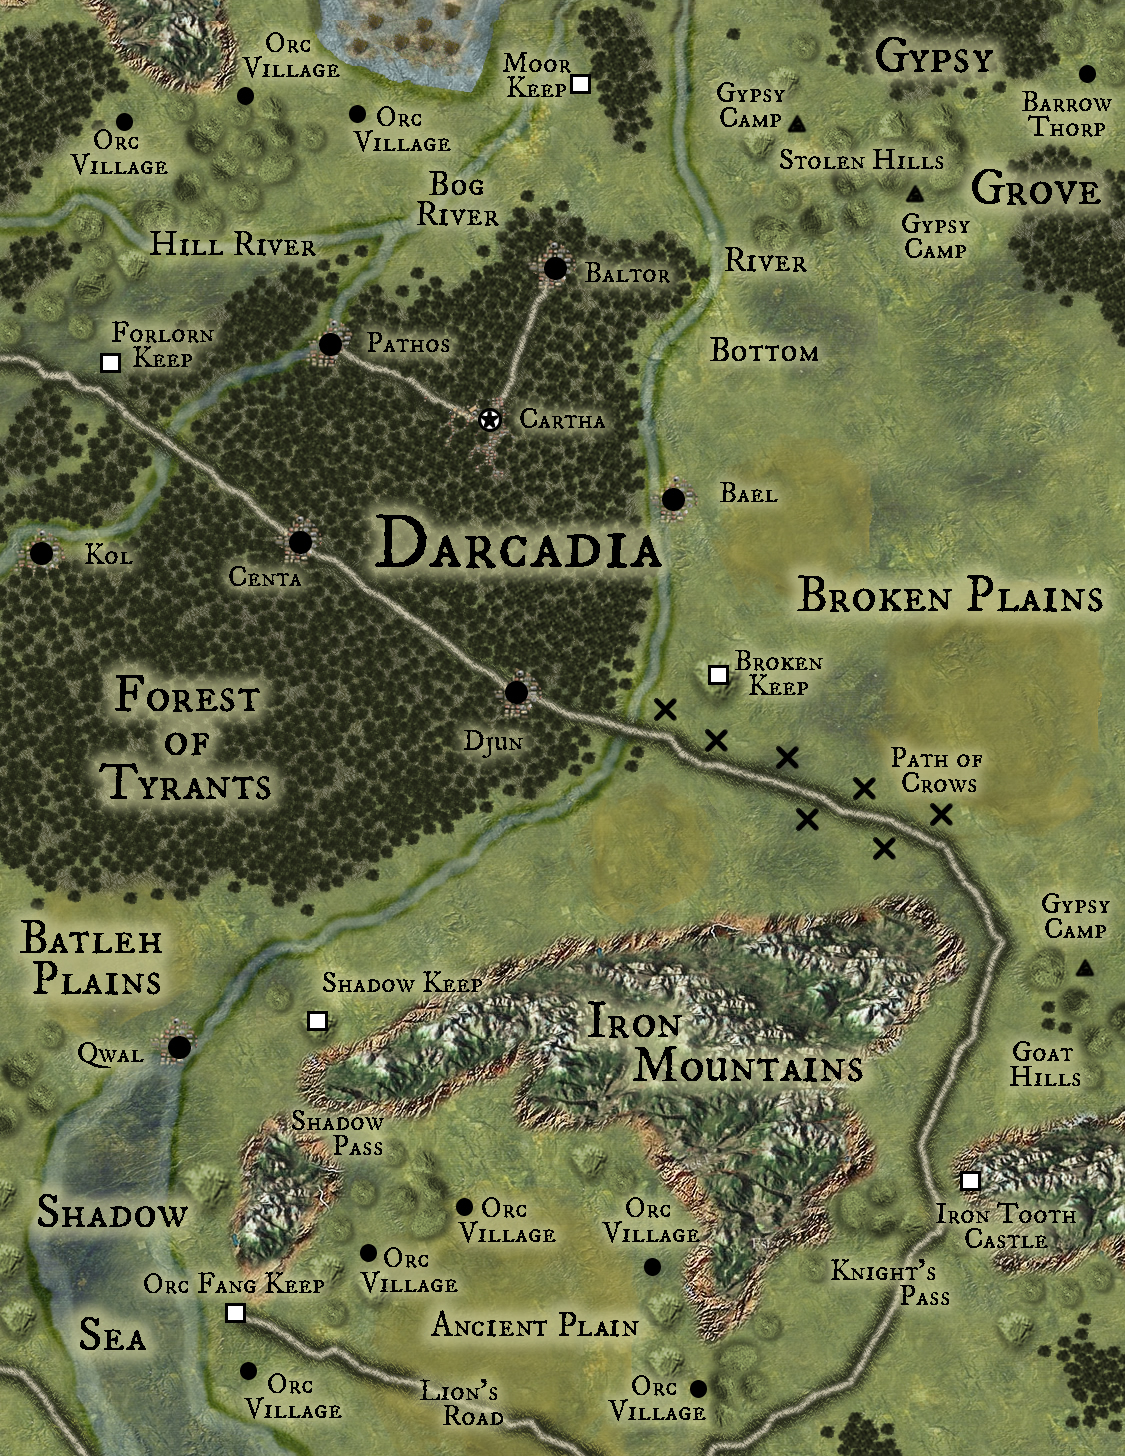 Orc
Village
Moor
Keep
Gypsy
Gypsy
Camp
Barrow
Thorp
Orc
Village
Orc
Village
Stolen Hills
Bog
River
Grove
Gypsy
Camp
Hill River
River
Baltor
Forlorn
Keep
Pathos
Bottom
Cartha
Bael
Darcadia
Kol
Centa
Broken Plains
Broken
Keep
Forest
of
Tyrants
Djun
Path of
Crows
Batleh
Plains
Gypsy
Camp
Shadow Keep
Iron
Mountains
Qwal
Goat
Hills
Shadow
Pass
Shadow
Orc
Village
Orc
Village
Iron Tooth
Castle
Orc
Village
Knight's
Pass
Orc Fang Keep
Sea
Ancient Plain
Orc
Village
Lion's
Road
Orc
Village